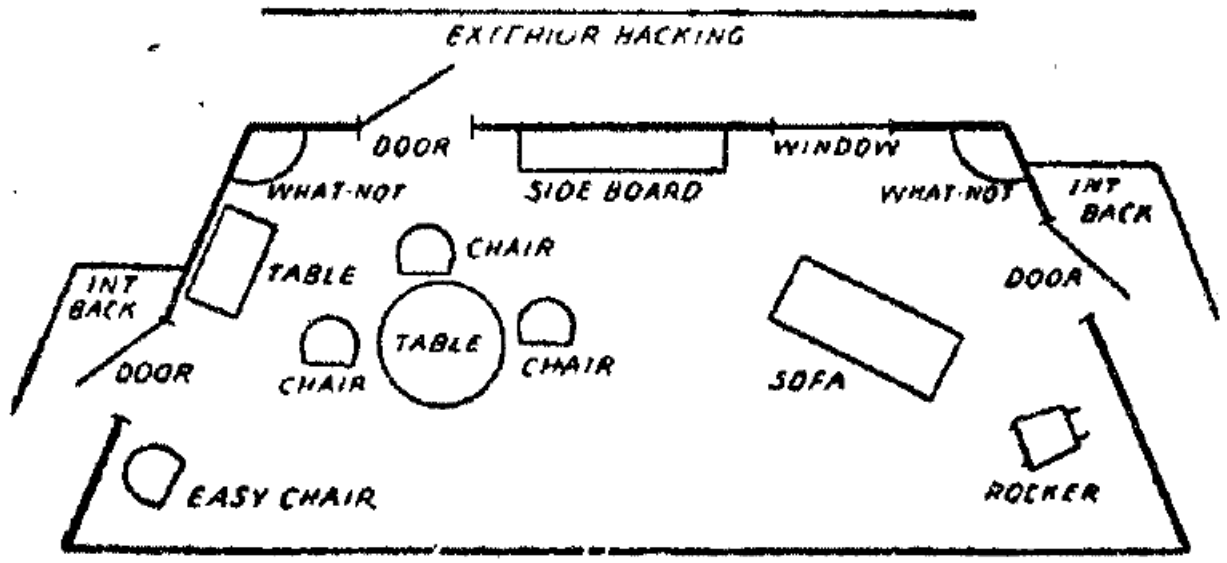 EXTERIOR BACKING
DOOR
WINDOW
WHAT-NOT
SIDE BOARD
WHAT-NOT
INT
BACK
CHAIR
TABLE
DOOR
INT
BACK
TABLE
CHAIR
CHAIR
DOOR
SOFA
EASY CHAIR
ROCKER